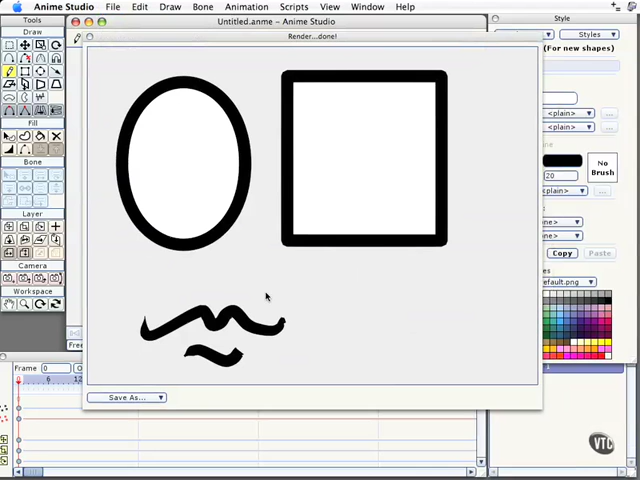 Anime Studio File Edit Draw Bone Animation Scripts View Window Help
Untitled.anme – Anime Studio
Tools
Style
Draw
Render...done!
Styles
(For new shapes)
<plain>
...
<plain>
...
Fill
No
Brush
Bone
20
<plain>
...
Layer
Copy
Paste
Camera
efault.png
Workspace
Frame 0
0
6
12
Save As...
VTC